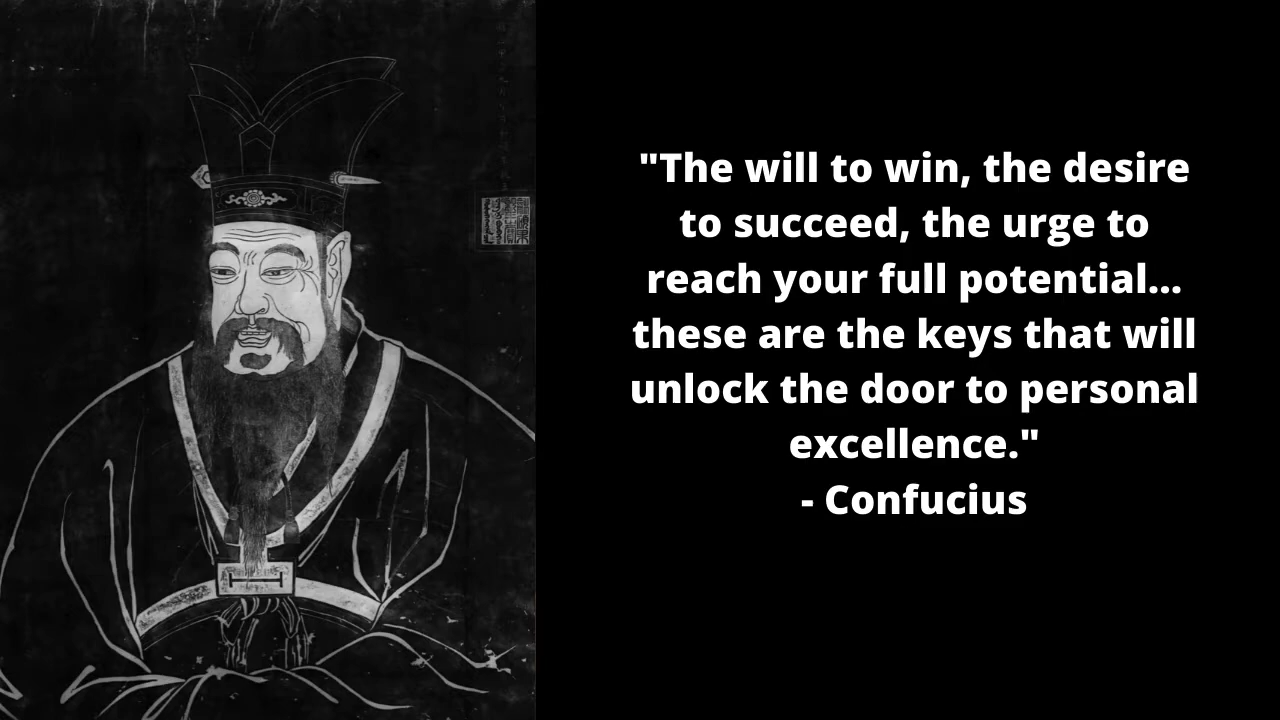 "The will to win, the desire
to succeed, the urge to
reach your full potential...
these are the keys that will
unlock the door to personal
excellence."
- Confucius